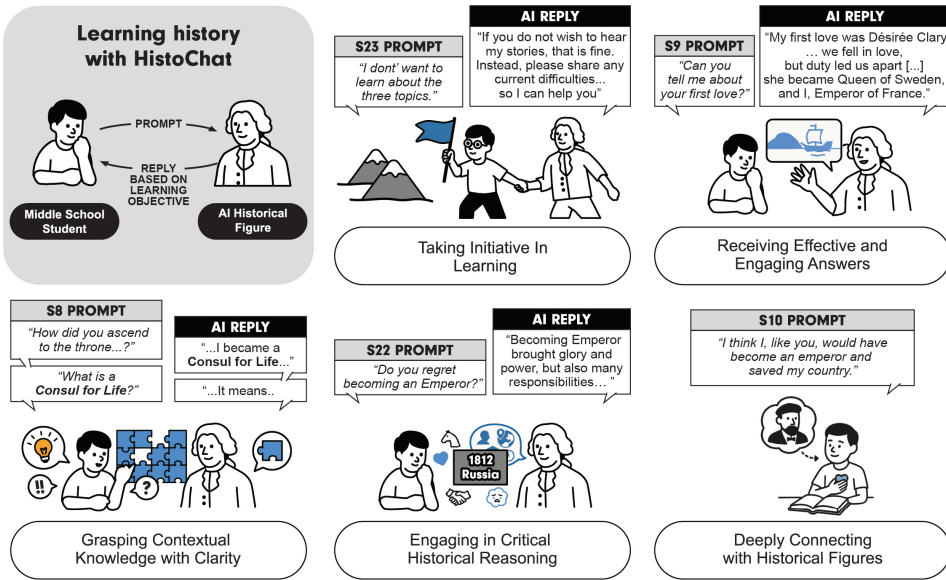 Learning history
with HistoChat
PROMPT
REPLY
BASED ON
LEARNING
OBJECTIVE
Middle School
Student
AI Historical
Figure
S23 PROMPT
“I dont’ want to
learn about the
three topics.”
AI REPLY
“If you do not wish to hear
my stories, that is fine.
Instead, please share any
current difficulties...
so I can help you”
Taking Initiative In
Learning
S9 PROMPT
“Can you
tell me about
your first love?”
AI REPLY
“My first love was Désirée Clary
… we fell in love,
but duty led us apart [...]
she became Queen of Sweden,
and I, Emperor of France.”
Receiving Effective and
Engaging Answers
S8 PROMPT
“How did you ascend
to the throne...?”
“What is a
Consul for Life?”
AI REPLY
“...I became a
Consul for Life...”
“...It means..
!!
?
Grasping Contextual
Knowledge with Clarity
S22 PROMPT
“Do you regret
becoming an Emperor?”
AI REPLY
“Becoming Emperor
brought glory and
power, but also many
responsibilities… ”
1812
Russia
Engaging in Critical
Historical Reasoning
S10 PROMPT
“I think I, like you, would have
become an emperor and
saved my country.”
Deeply Connecting
with Historical Figures